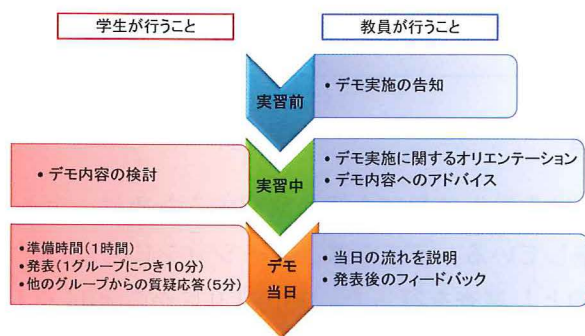 学生が行うこと
教員が行うこと
実習前
• デモ実施の告知
• デモ内容の検討
実習中
• デモ実施に関するオリエンテーション
• デモ内容へのアドバイス
•準備時間(1時間)
•発表(1グループにつき10分)
•他のグループからの質疑応答(5分)
デモ
当日
• 当日の流れを説明
• 発表後のフィードバック